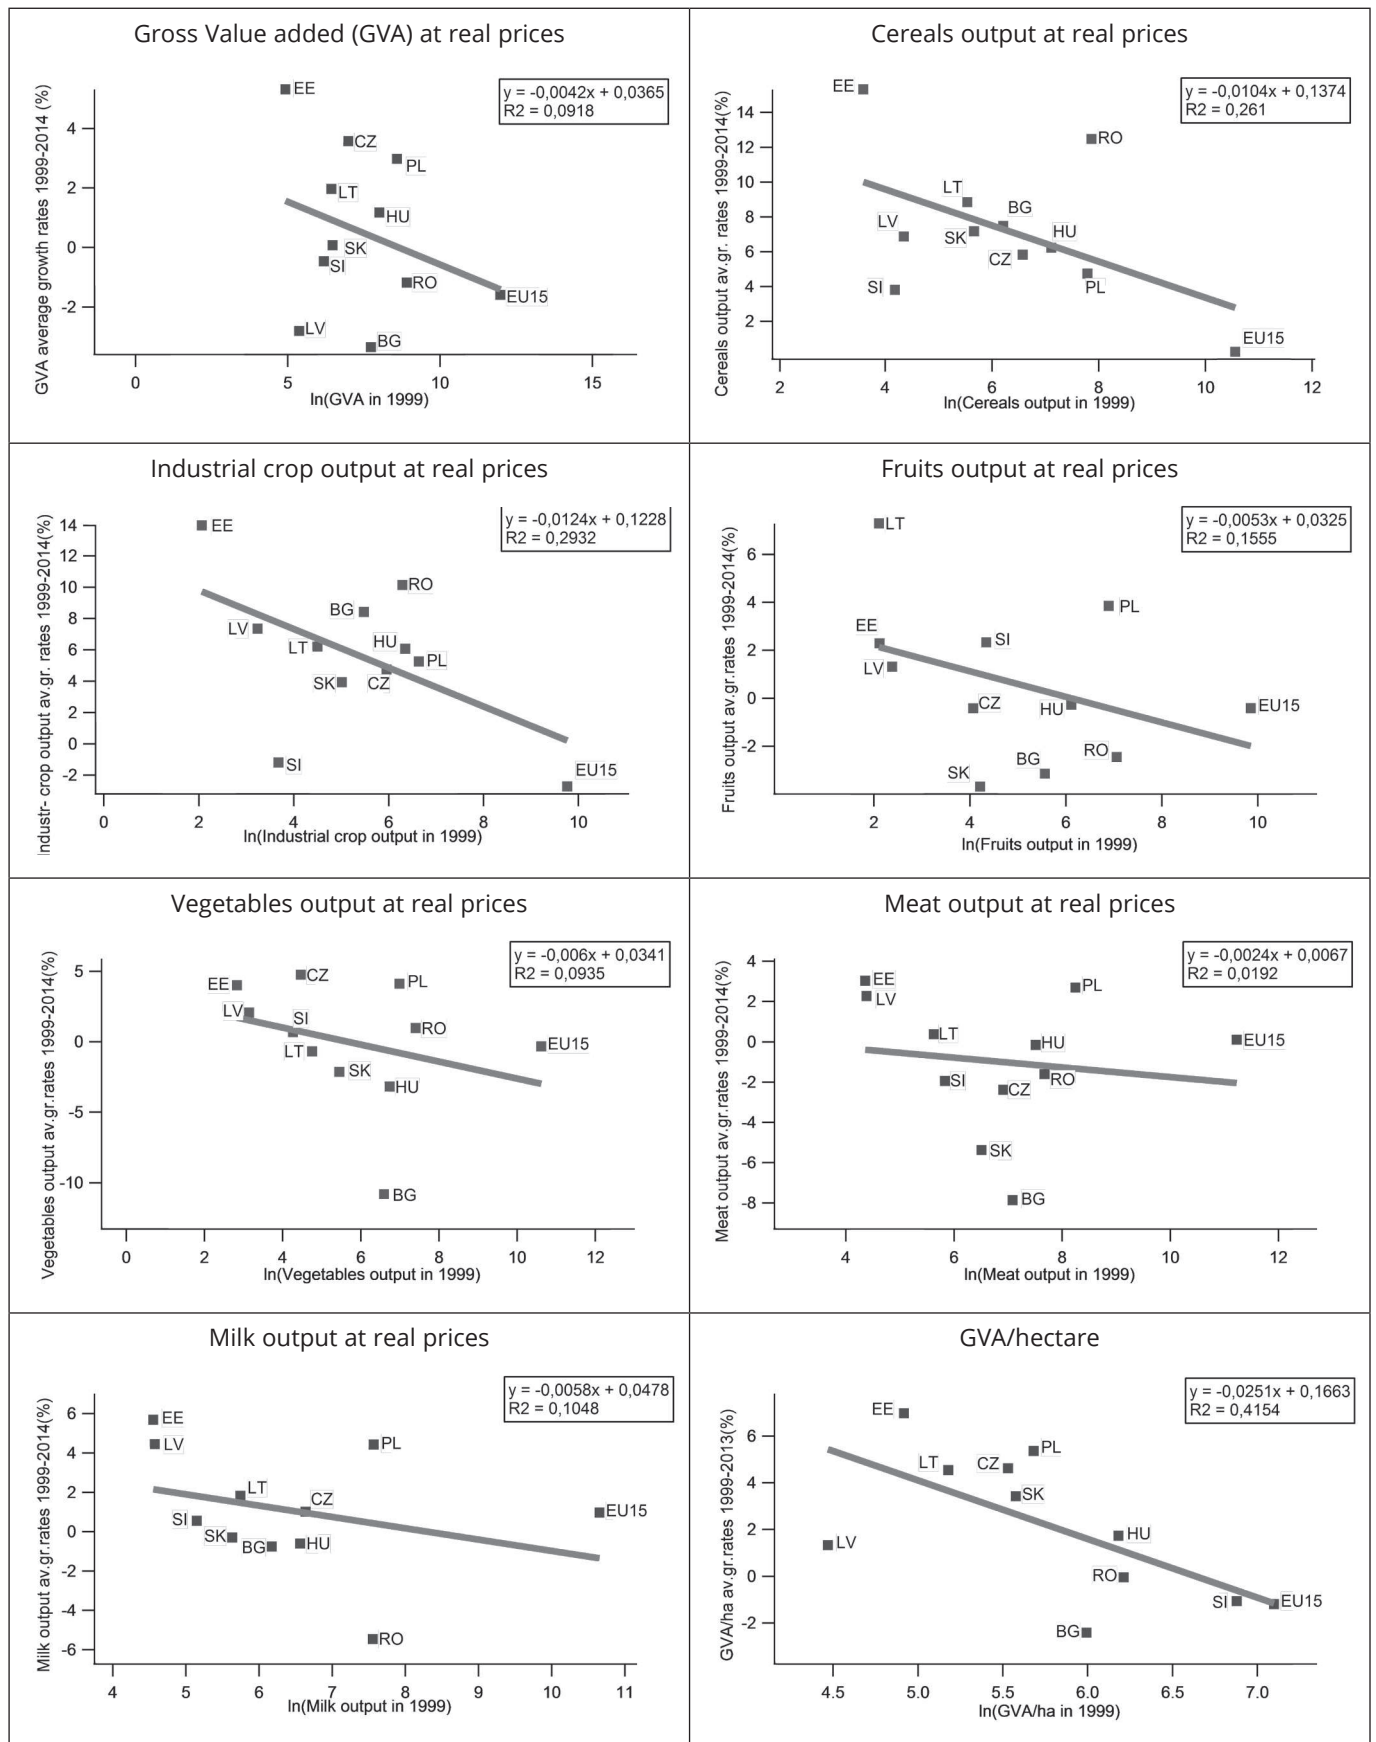 Gross Value added (GVA) at real prices
GVA average growth rates 1999-2014 (%)
y = -0,0042x + 0,0365
R2 = 0,0918
EE
CZ
PL
LT
HU
SK
SI
RO
EU15
LV
BG
4
2
0
-2
0 5 10 15
ln(GVA in 1999)
Cereals output at real prices
Cereals output av.gr. rates 1999-2014(%)
y = -0,0104x + 0,1374
R2 = 0,261
EE
RO
LT
BG
LV
SK
HU
CZ
SI
PL
EU15
14
12
10
8
6
4
2
2 4 6 8 10 12
ln(Cereals output in 1999)
Industrial crop output at real prices
Industr- crop output av.gr. rates 1999-2014(%)
y = -0,0124x + 0,1228
R2 = 0,2932
EE
RO
BG
LV
LT
HU
PL
SK
CZ
SI
EU15
14
12
10
8
6
4
2
0
-2
0 2 4 6 8 10
ln(Industrial crop output in 1999)
Fruits output at real prices
Fruits output av.gr.rates 1999-2014(%)
y = -0,0053x + 0,0325
R2 = 0,1555
LT
PL
EE
SI
LV
CZ
HU
EU15
RO
BG
SK
6
4
2
0
-2
2 4 6 8 10
ln(Fruits output in 1999)
Vegetables output at real prices
Vegetables output av.gr.rates 1999-2014(%)
y = -0,006x + 0,0341
R2 = 0,0935
CZ
EE
PL
LV
SI
RO
LT
EU15
SK
HU
BG
5
0
-5
-10
0 2 4 6 8 10 12
ln(Vegetables output in 1999)
Meat output at real prices
Meat output av.gr.rates 1999-2014(%)
y = -0,0024x + 0,0067
R2 = 0,0192
EE
LV
PL
LT
HU
EU15
SI
CZ
RO
SK
BG
4
2
0
-2
-4
-6
-8
4 6 8 10 12
ln(Meat output in 1999)
Milk output at real prices
Milk output av.gr.rates 1999-2014(%)
y = -0,0058x + 0,0478
R2 = 0,1048
EE
LV
PL
LT
CZ
SI
EU15
SK
BG
HU
RO
6
4
2
0
-2
-4
-6
4 5 6 7 8 9 10 11
ln(Milk output in 1999)
GVA/hectare
GVA/ha av.gr.rates 1999-2013(%)
y = -0,0251x + 0,1663
R2 = 0,4154
EE
PL
LT
CZ
SK
LV
HU
RO
SI
EU15
BG
6
4
2
0
-2
4.5 5.0 5.5 6.0 6.5 7.0
ln(GVA/ha in 1999)